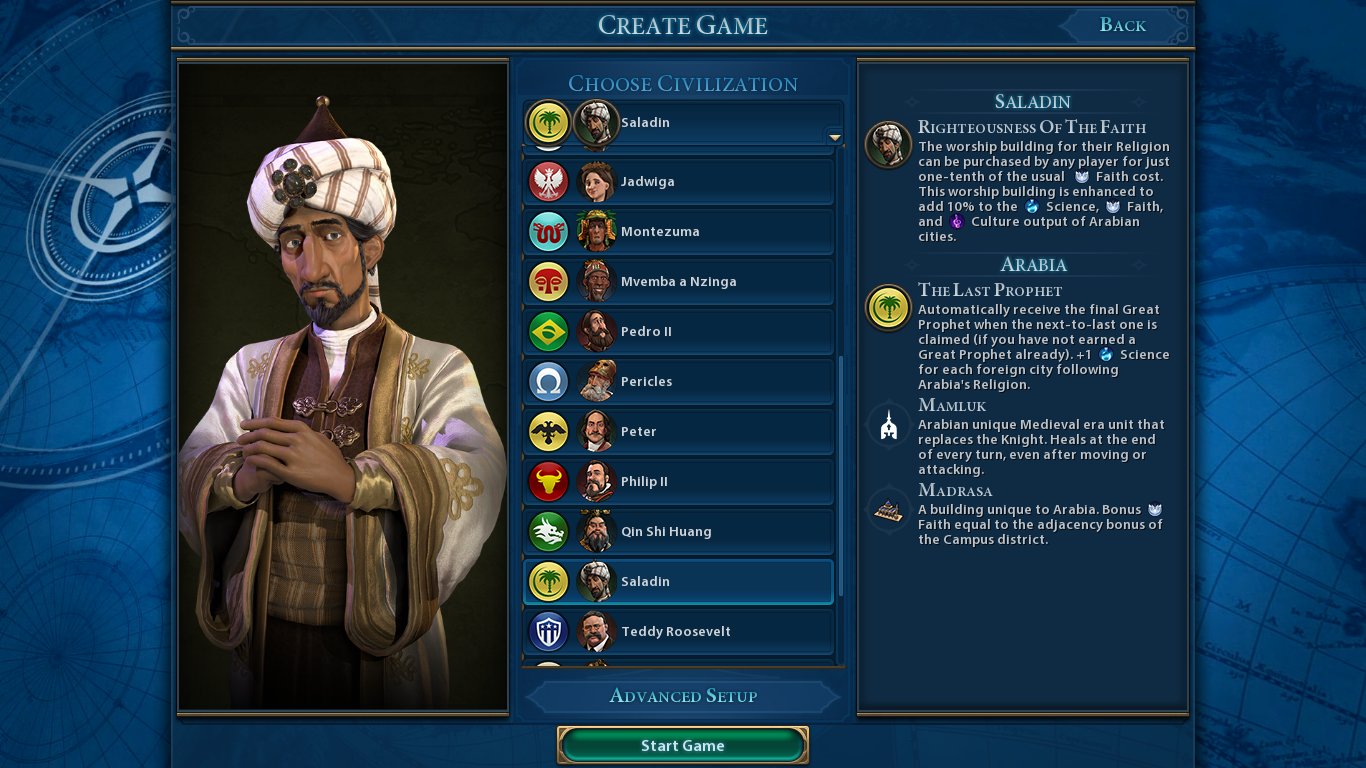 Create Game
Back
Choose Civilization
Saladin
Jadwiga
Montezuma
Mvemba a Nzinga
Pedro II
Pericles
Peter
Philip II
Qin Shi Huang
Saladin
Teddy Roosevelt
Advanced Setup
Start Game
Saladin
Righteousness Of The Faith
The worship building for their Religion
can be purchased by any player for just
one-tenth of the usual Faith cost.
This worship building is enhanced to
add 10% to the Science, Faith,
and Culture output of Arabian
cities.
Arabia
The Last Prophet
Automatically receive the final Great
Prophet when the next-to-last one is
claimed (if you have not earned a
Great Prophet already). +1 Science
for each foreign city following
Arabia's Religion.
Mamluk
Arabian unique Medieval era unit that
replaces the Knight. Heals at the end
of every turn, even after moving or
attacking.
Madrasa
A building unique to Arabia. Bonus
Faith equal to the adjacency bonus of
the Campus district.